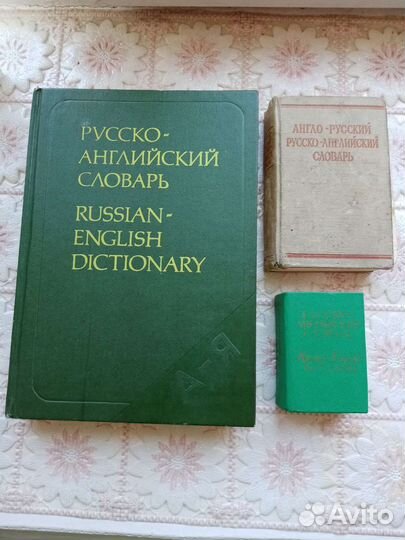 РУССКО-
АНГЛИЙСКИЙ
СЛОВАРЬ
RUSSIAN-
ENGLISH
DICTIONARY
А-Я
АНГЛО-РУССКИЙ
РУССКО-АНГЛИЙСКИЙ
СЛОВАРЬ
Avito